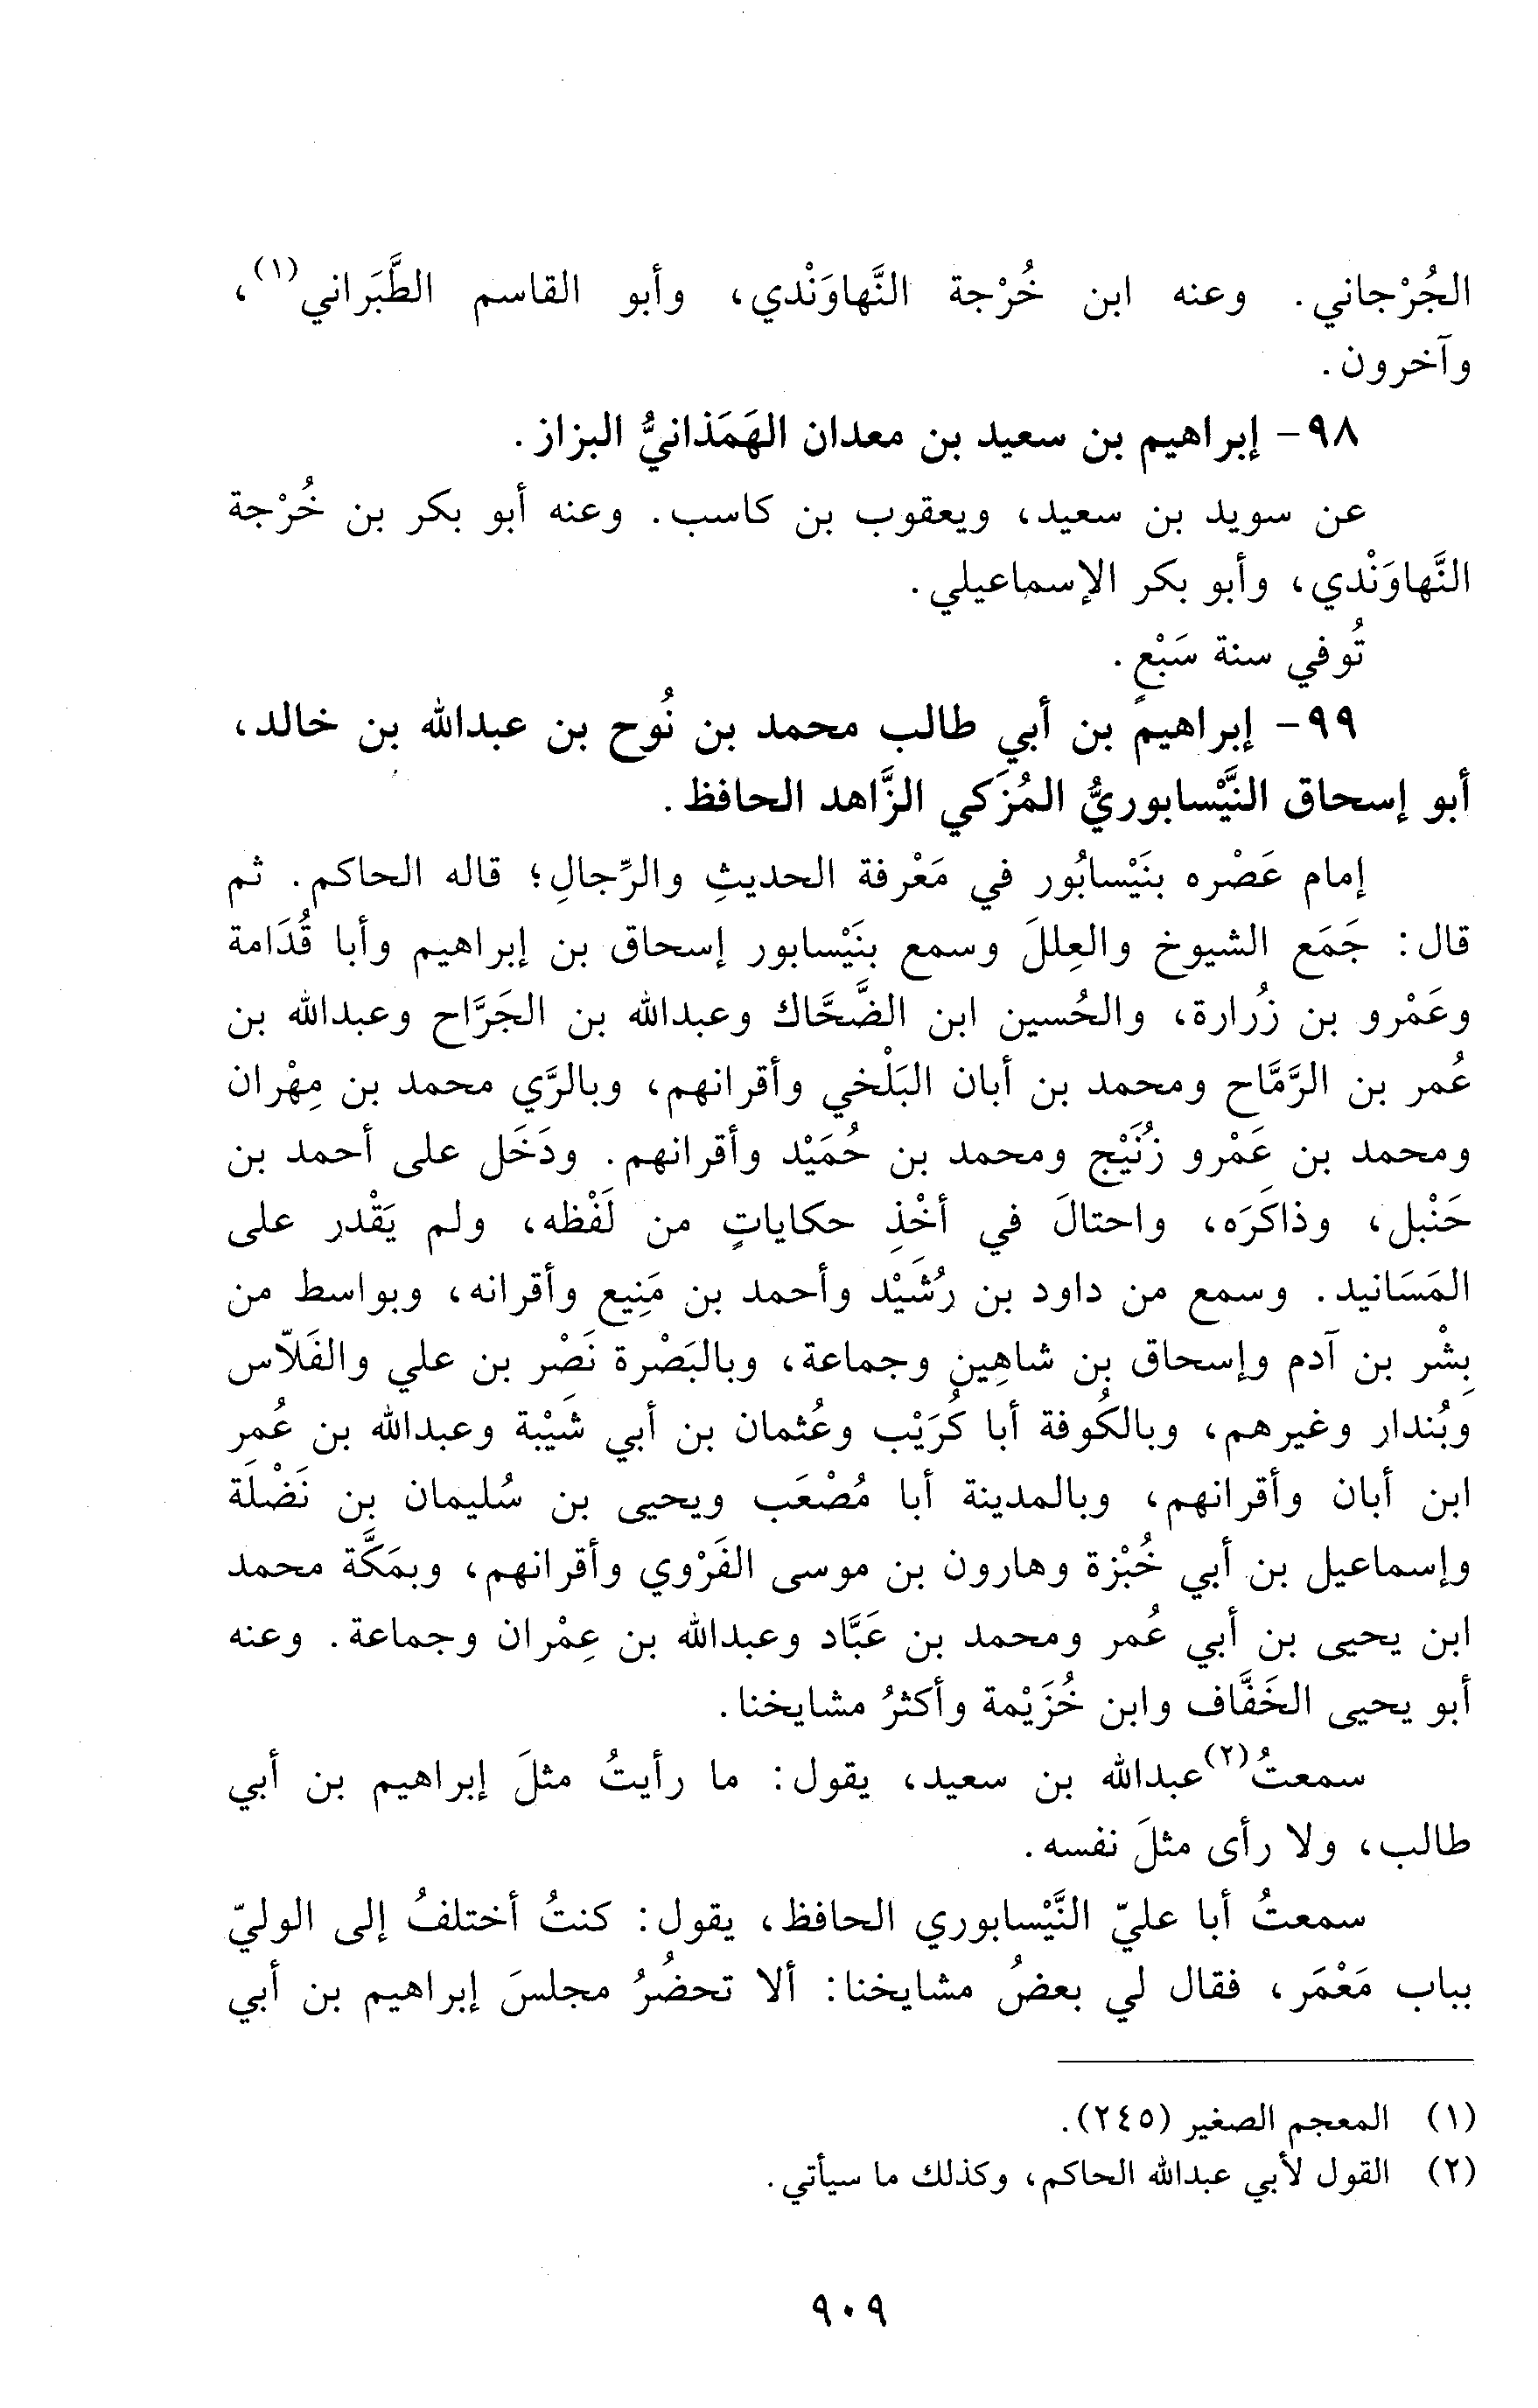 الجُرْجاني. وعنه ابن خُرْجة النَّهاوَنْدي، وأبو القاسم الطَّبَراني(١)،
وآخرون.
٩٨- إبراهيم بن سعيد بن معدان الهَمَذانيُّ البزاز.
عن سويد بن سعيد، ويعقوب بن كاسب. وعنه أبو بكر بن خُرْجة
النَّهاوَنْدي، وأبو بكر الإسماعيلي.
تُوفي سنة سَبْعٍ.
٩٩- إبراهيم بن أبي طالب محمد بن نُوح بن عبدالله بن خالد،
أبو إسحاق النَّيْسابوريُّ المُزَكي الزَّاهد الحافظ.
إمام عَصْره بنَيْسابُور في مَعْرفة الحديثِ والرِّجالِ؛ قاله الحاكم. ثم
قال: جَمَع الشيوخ والعِللَ وسمع بنَيْسابور إسحاق بن إبراهيم وأبا قُدَامة
وعَمْرو بن زُرارة، والحُسين ابن الضَّحَّاك وعبدالله بن الجَرَّاح وعبدالله بن
عُمر بن الرَّمَّاح ومحمد بن أبان البَلْخي وأقرانهم، وبالرَّي محمد بن مِهْران
ومحمد بن عَمْرو زُنَيْج ومحمد بن حُمَيْد وأقرانهم. ودَخَل على أحمد بن
حَنْبل، وذاكَرَه، واحتالَ في أخْذِ حكاياتٍ من لَفْظه، ولم يَقْدر على
المَسَانيد. وسمع من داود بن رُشَيْد وأحمد بن مَنِيع وأقرانه، وبواسط من
بِشْر بن آدم وإسحاق بن شاهِين وجماعة، وبالبَصْرة نَصْر بن علي والفَلاّس
وبُندار وغيرهم، وبالكُوفة أبا كُرَيْب وعُثمان بن أبي شَيْبة وعبدالله بن عُمر
ابن أبان وأقرانهم، وبالمدينة أبا مُصْعَب ويحيى بن سُليمان بن نَضْلَة
وإسماعيل بن أبي خُبْزة وهارون بن موسى الفَرْوي وأقرانهم، وبمَكَّة محمد
ابن يحيى بن أبي عُمر ومحمد بن عَبَّاد وعبدالله بن عِمْران وجماعة. وعنه
أبو يحيى الخَفَّاف وابن خُزَيْمة وأكثرُ مشايخنا.
سمعتُ(٢) عبدالله بن سعيد، يقول: ما رأيتُ مثلَ إبراهيم بن أبي
طالب، ولا رأى مثلَ نفسه.
سمعتُ أبا عليّ النَّيْسابوري الحافظ، يقول: كنتُ أختلفُ إلى الوليّ
بباب مَعْمَر، فقال لي بعضُ مشايخنا: ألا تحضُرُ مجلسَ إبراهيم بن أبي
(١) المعجم الصغير (٢٤٥).
(٢) القول لأبي عبدالله الحاكم، وكذلك ما سيأتي.
٩٠٩